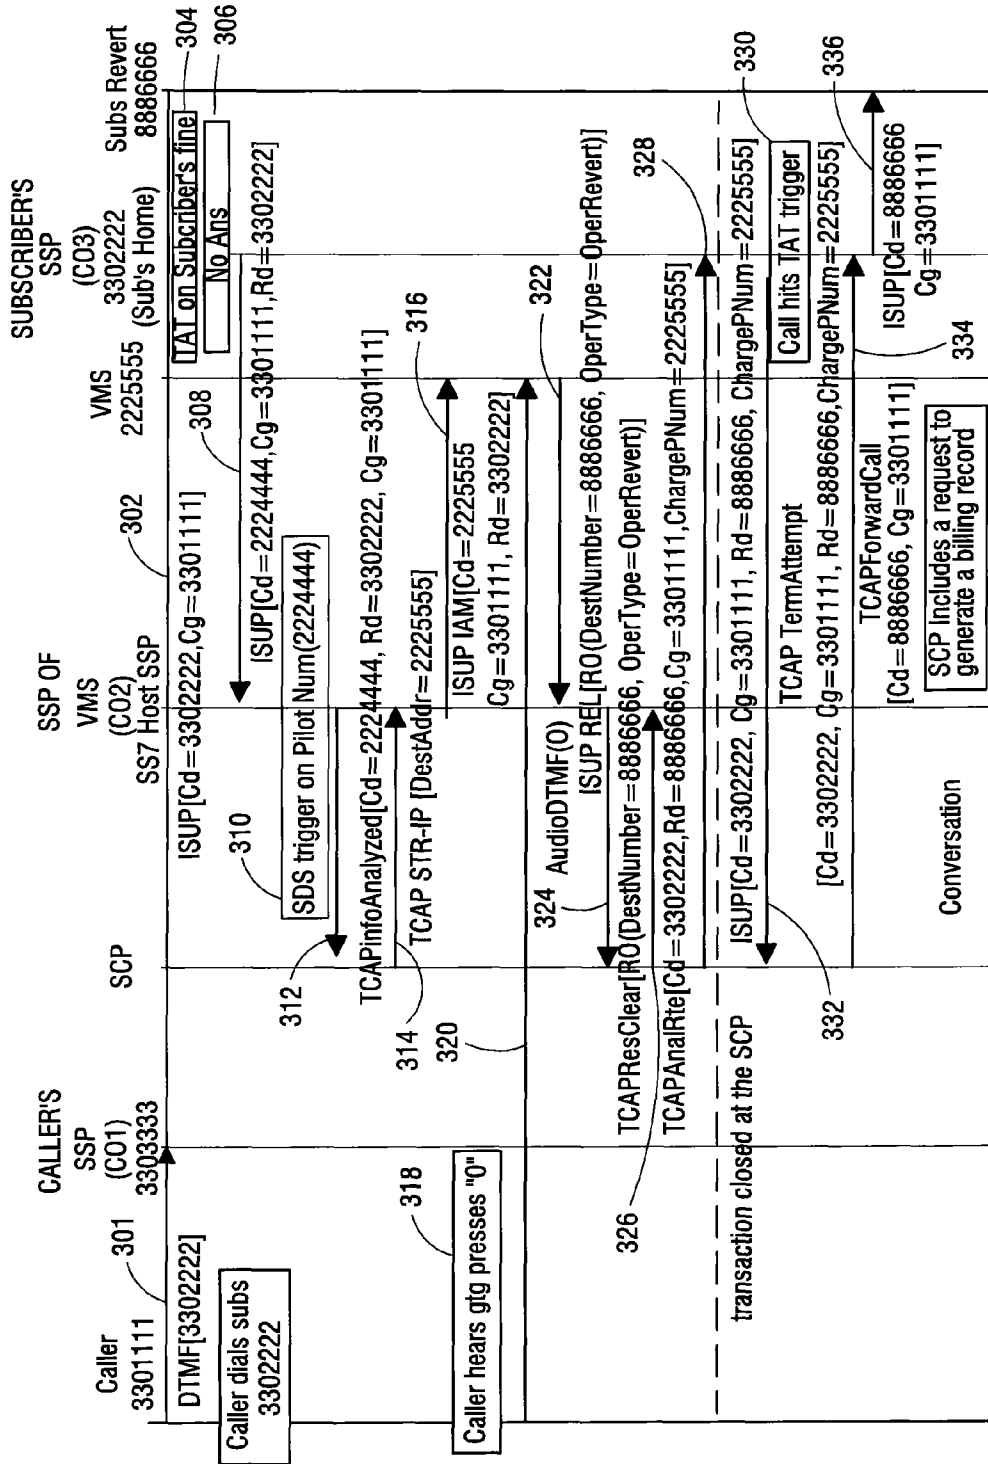 Caller
3301111
CALLER'S
SSP
(CO1)
3303333
SCP
SSP OF
VMS
(CO2)
SS7 Host SSP
VMS
2225555
SUBSCRIBER'S
SSP
(CO3)
3302222
(Sub's Home)
Subs Revert
8886666
301
DTMF[3302222]
Caller dials subs
3302222
302
ISUP[Cd=3302222,Cg=3301111]
304
TAT on Subcriber's fine
306
No Ans
308
ISUP[Cd=2224444,Cg=3301111,Rd=3302222]
310
SDS trigger on Pilot Num(2224444)
312
TCAPinfoAnalyzed[Cd=2224444, Rd=3302222, Cg=3301111]
314
TCAP STR-IP [DestAddr=2225555]
316
ISUP IAM[Cd=2225555
Cg=3301111, Rd=3302222]
318
Caller hears gtg presses "0"
320
322
AudioDTMF(0)
ISUP REL[RO(DestNumber=8886666, OperType=OperRevert)]
324
TCAPResClear[RO(DestNumber=8886666, OperType=OperRevert)]
326
TCAPAnalRte[Cd=3302222,Rd=8886666,Cg=3301111,ChargePNum=2225555]
328
transaction closed at the SCP
ISUP[Cd=3302222, Cg=3301111, Rd=8886666, ChargePNum=2225555]
330
Call hits TAT trigger
332
TCAP TermAttempt
[Cd=3302222, Cg=3301111, Rd=8886666,ChargePNum=2225555]
334
TCAPForwardCall
[Cd=8886666, Cg=3301111]
336
ISUP[Cd=8886666
Cg=3301111]
SCP Includes a request to
generate a billing record
Conversation